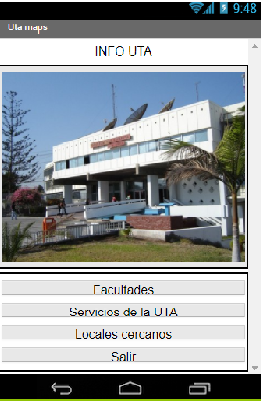 9:48
Uta maps
INFO UTA
Facultades
Servicios de la UTA
Locales cercanos
Salir